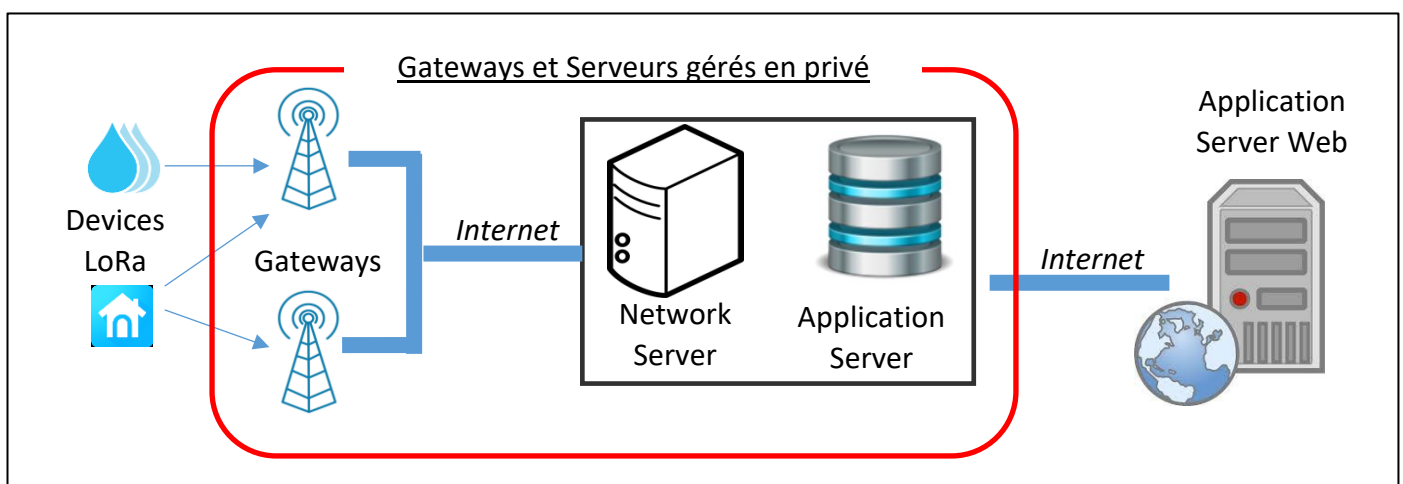 Gateways et Serveurs gérés en privé
Devices
LoRa
Gateways
Internet
Network
Server
Application
Server
Internet
Application
Server Web